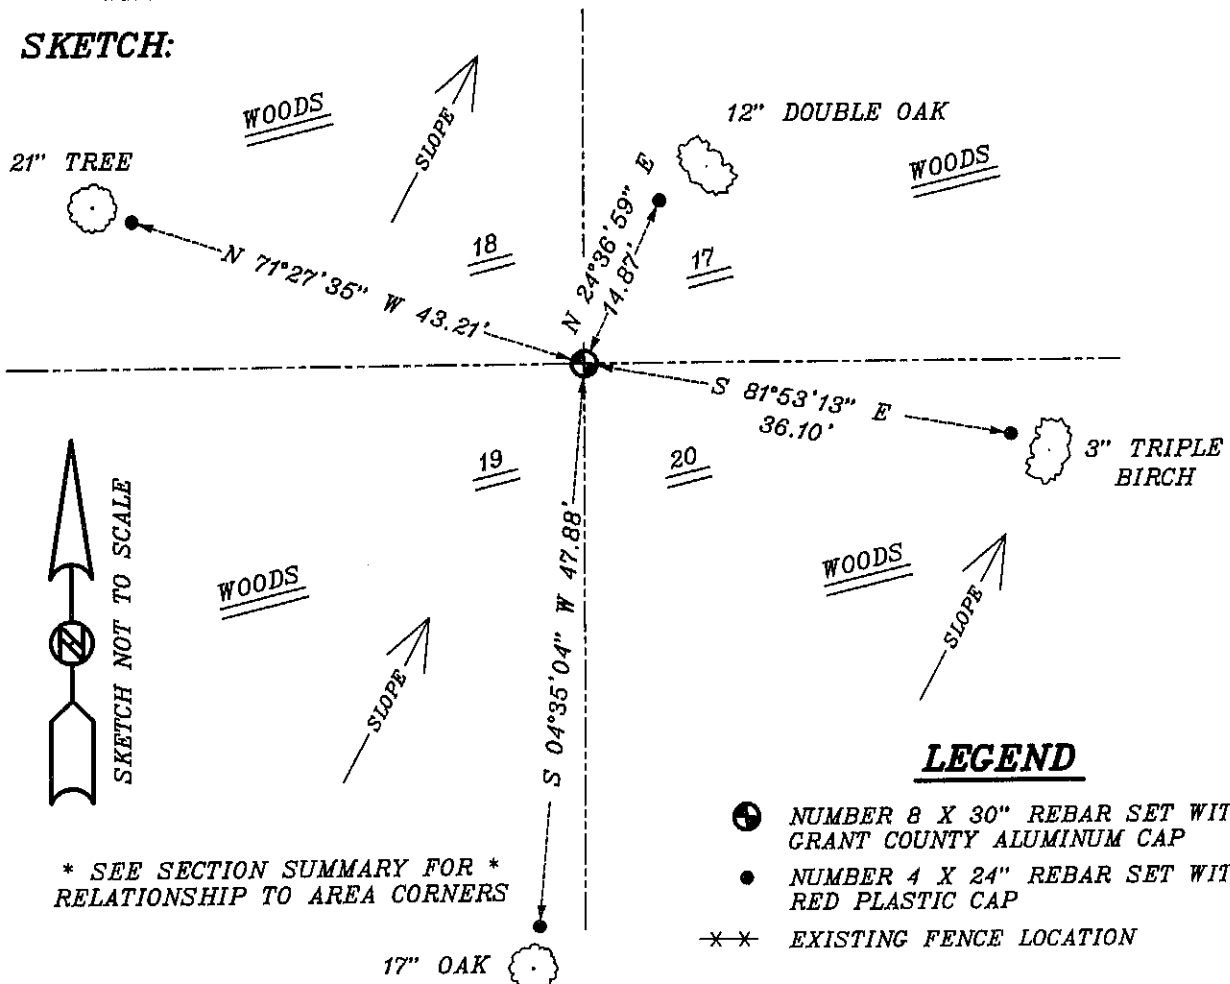 SKETCH:
WOODS
SLOPE
12" DOUBLE OAK
WOODS
21" TREE
N 24°36'59" E
14.87'
18
17
N 71°27'35" W 43.21'
S 81°53'13" E
36.10'
3" TRIPLE
BIRCH
19
20
SKETCH NOT TO SCALE
N
WOODS
SLOPE
S 04°35'04" W 47.88'
WOODS
SLOPE
LEGEND
NUMBER 8 X 30" REBAR SET WIT
GRANT COUNTY ALUMINUM CAP
NUMBER 4 X 24" REBAR SET WIT
RED PLASTIC CAP
EXISTING FENCE LOCATION
* SEE SECTION SUMMARY FOR *
RELATIONSHIP TO AREA CORNERS
17" OAK